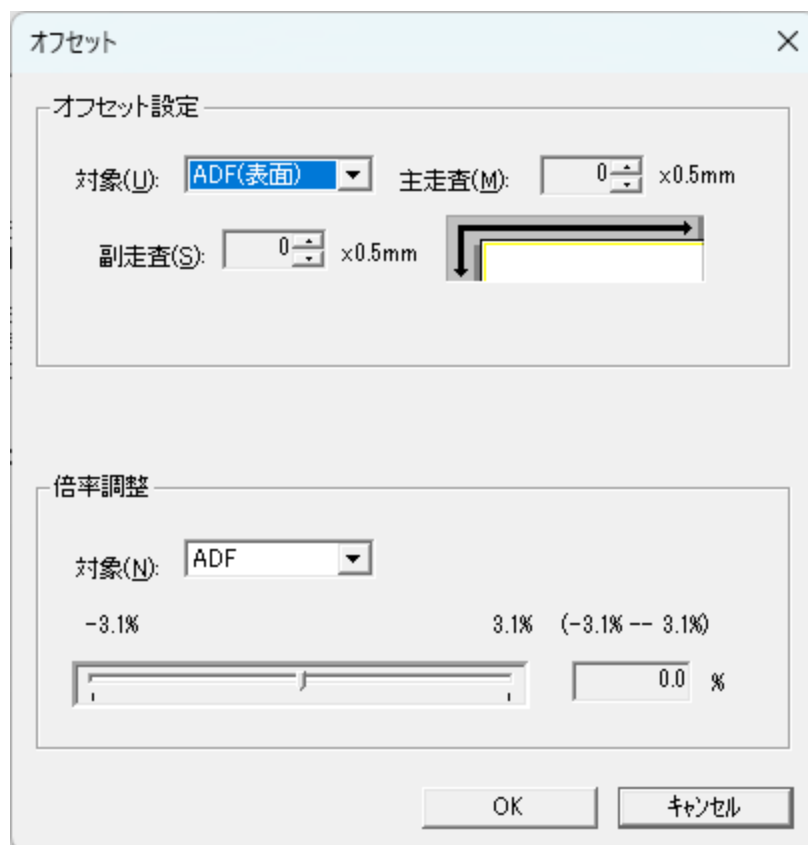 オフセット
オフセット設定
対象(U): ADF(表面) 主走査(M): 0 x0.5mm
副走査(S): 0 x0.5mm
倍率調整
対象(N): ADF
-3.1% 3.1% (-3.1% -- 3.1%)
0.0 %
OK キャンセル